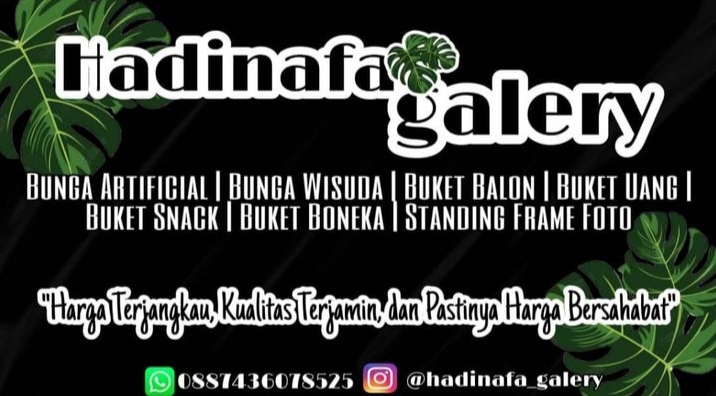 Hadinafa
galery
BUNGA ARTIFICIAL | BUNGA WISUDA | BUKET BALON | BUKET UANG |
BUKET SNACK | BUKET BONEKA | STANDING FRAME FOTO
"Harga Terjangkau, Kualitas Terjamin, dan Pastinya Harga Bersahabat"
0887436078525 @hadinafa_galery